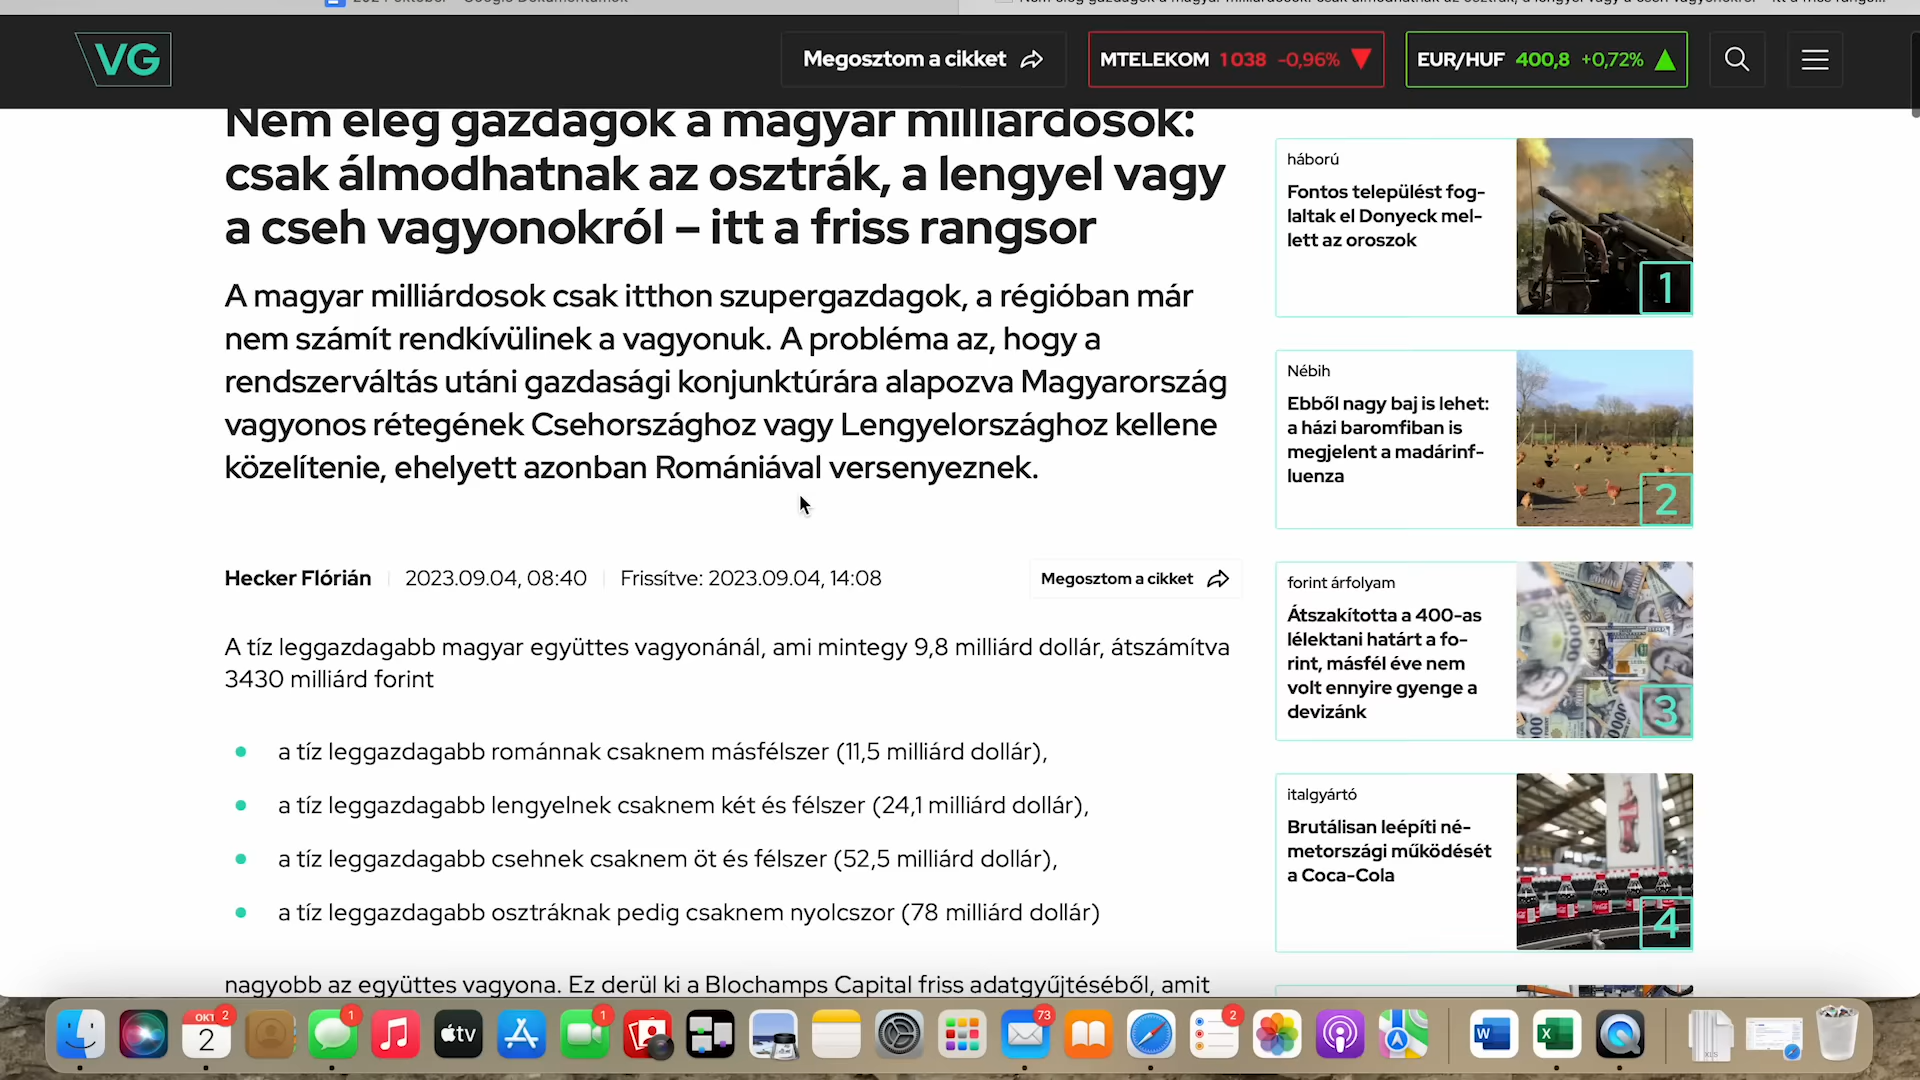 VG
Megosztom a cikket
MTELEKOM 1 038 -0,96%
EUR/HUF 400,8 +0,72%
Nem elég gazdagok a magyar milliárdosok:
csak álmodhatnak az osztrák, a lengyel vagy
a cseh vagyonokról – itt a friss rangsor
A magyar milliárdosok csak itthon szupergazdagok, a régióban már
nem számít rendkívülinek a vagyonuk. A probléma az, hogy a
rendszerváltás utáni gazdasági konjunktúrára alapozva Magyarország
vagyonos rétegének Csehországhoz vagy Lengyelországhoz kellene
közelítenie, ehelyett azonban Romániával versenyeznek.
Hecker Flórián
2023.09.04, 08:40
Frissítve: 2023.09.04, 14:08
Megosztom a cikket
A tíz leggazdagabb magyar együttes vagyonánál, ami mintegy 9,8 milliárd dollár, átszámítva
3430 milliárd forint
a tíz leggazdagabb románnak csaknem másfélszer (11,5 milliárd dollár),
a tíz leggazdagabb lengyelnek csaknem két és félszer (24,1 milliárd dollár),
a tíz leggazdagabb csehnek csaknem öt és félszer (52,5 milliárd dollár),
a tíz leggazdagabb osztráknak pedig csaknem nyolcszor (78 milliárd dollár)
nagyobb az együttes vagyona. Ez derül ki a Blochamps Capital friss adatgyűjtéséből, amit
háború
Fontos települést fog-
laltak el Donyeck mel-
lett az oroszok
1
Nébih
Ebből nagy baj is lehet:
a házi baromfiban is
megjelent a madárinf-
luenza
2
forint árfolyam
Átszakította a 400-as
lélektani határt a fo-
rint, másfél éve nem
volt ennyire gyenge a
devizánk
3
italgyártó
Brutálisan leépíti né-
metországi működését
a Coca-Cola
4
OKT
2
2
1
tv
1
73
2
W
X
XLS